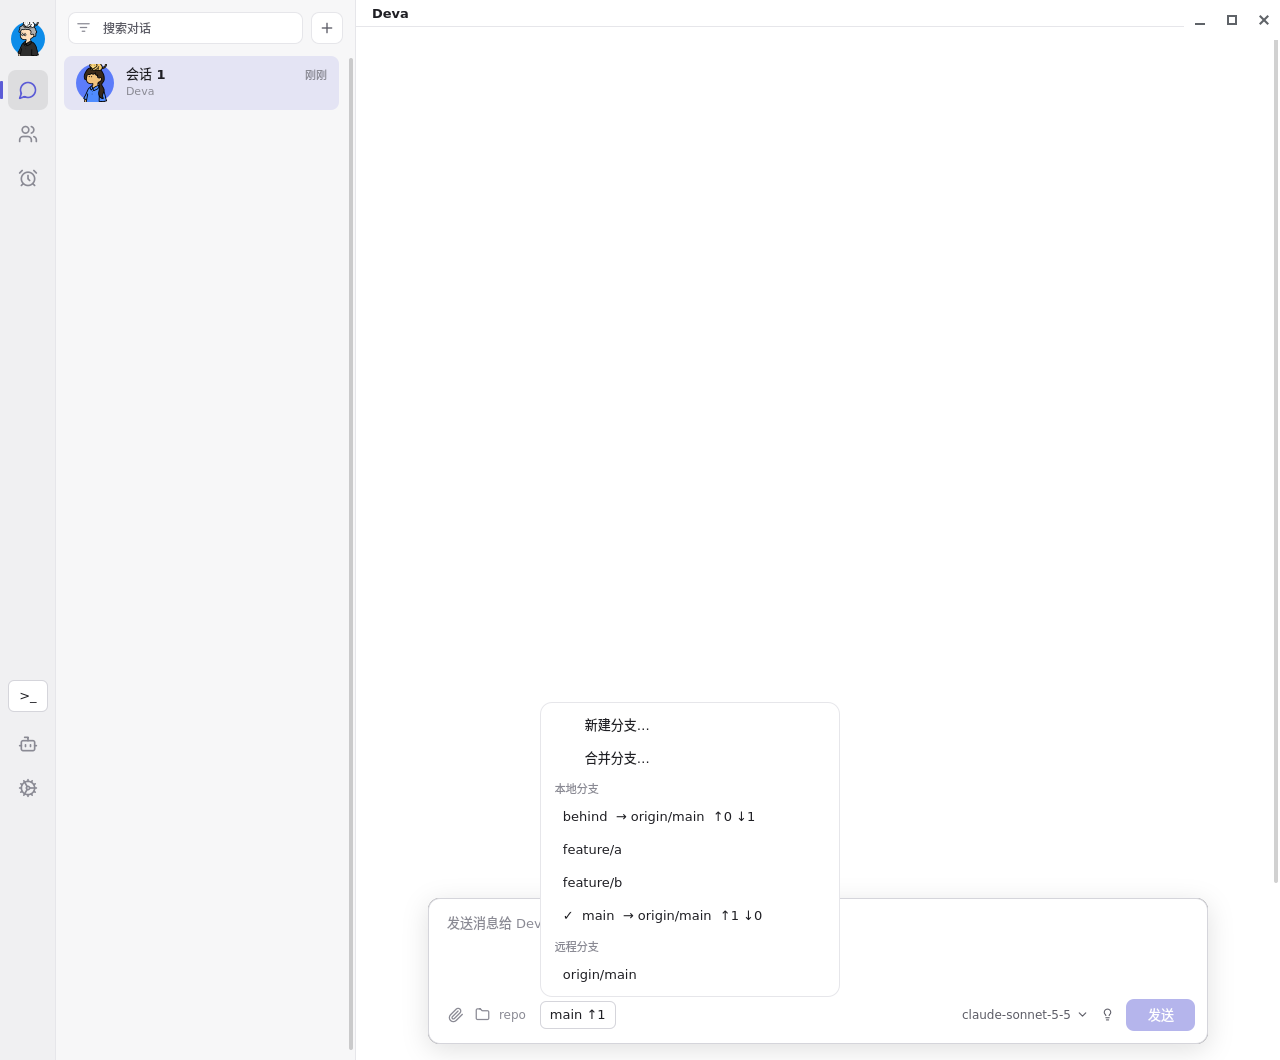 搜索对话
会话 1
刚刚
Deva
Deva
>_
新建分支...
合并分支...
本地分支
behind → origin/main ↑0 ↓1
feature/a
feature/b
✓ main → origin/main ↑1 ↓0
远程分支
origin/main
发送消息给 Dev
repo
main ↑1
claude-sonnet-5-5
发送